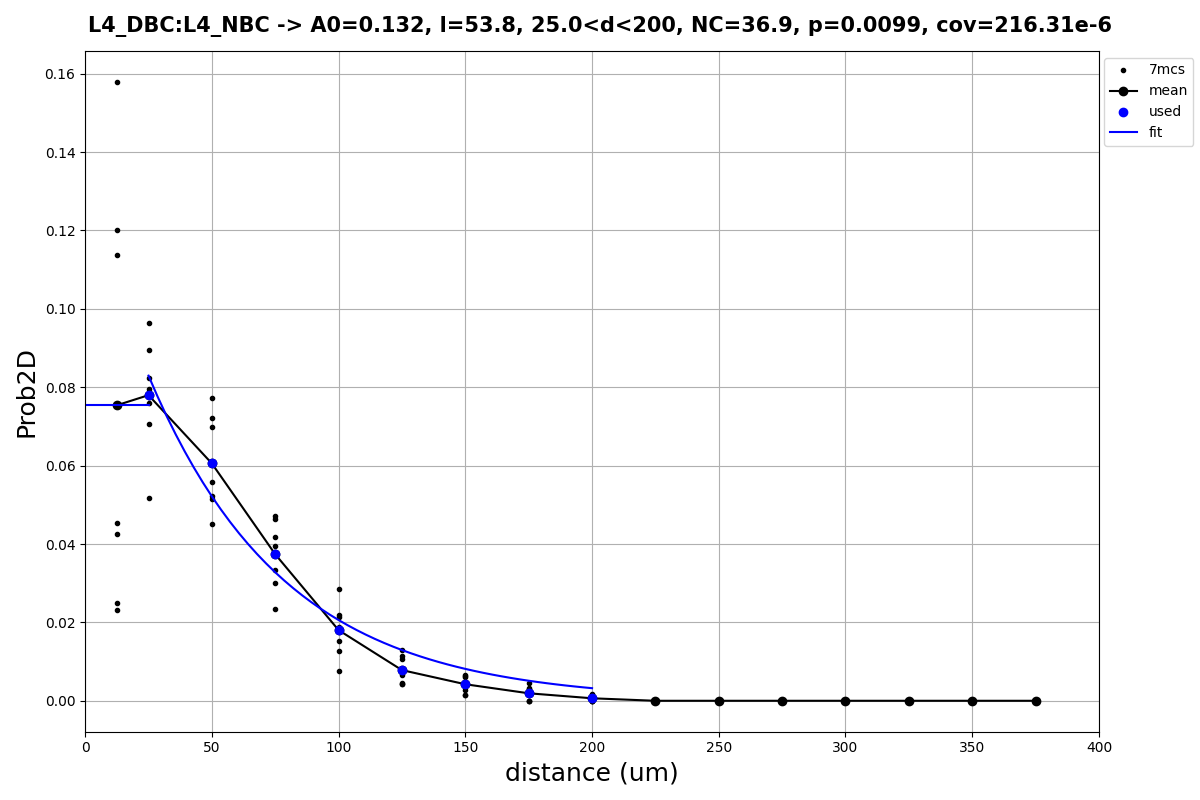 L4_DBC:L4_NBC -> A0=0.132, l=53.8, 25.0<d<200, NC=36.9, p=0.0099, cov=216.31e-6
7mcs
mean
used
fit
Prob2D
0.16
0.14
0.12
0.10
0.08
0.06
0.04
0.02
0.00
0
50
100
150
200
250
300
350
400
distance (um)